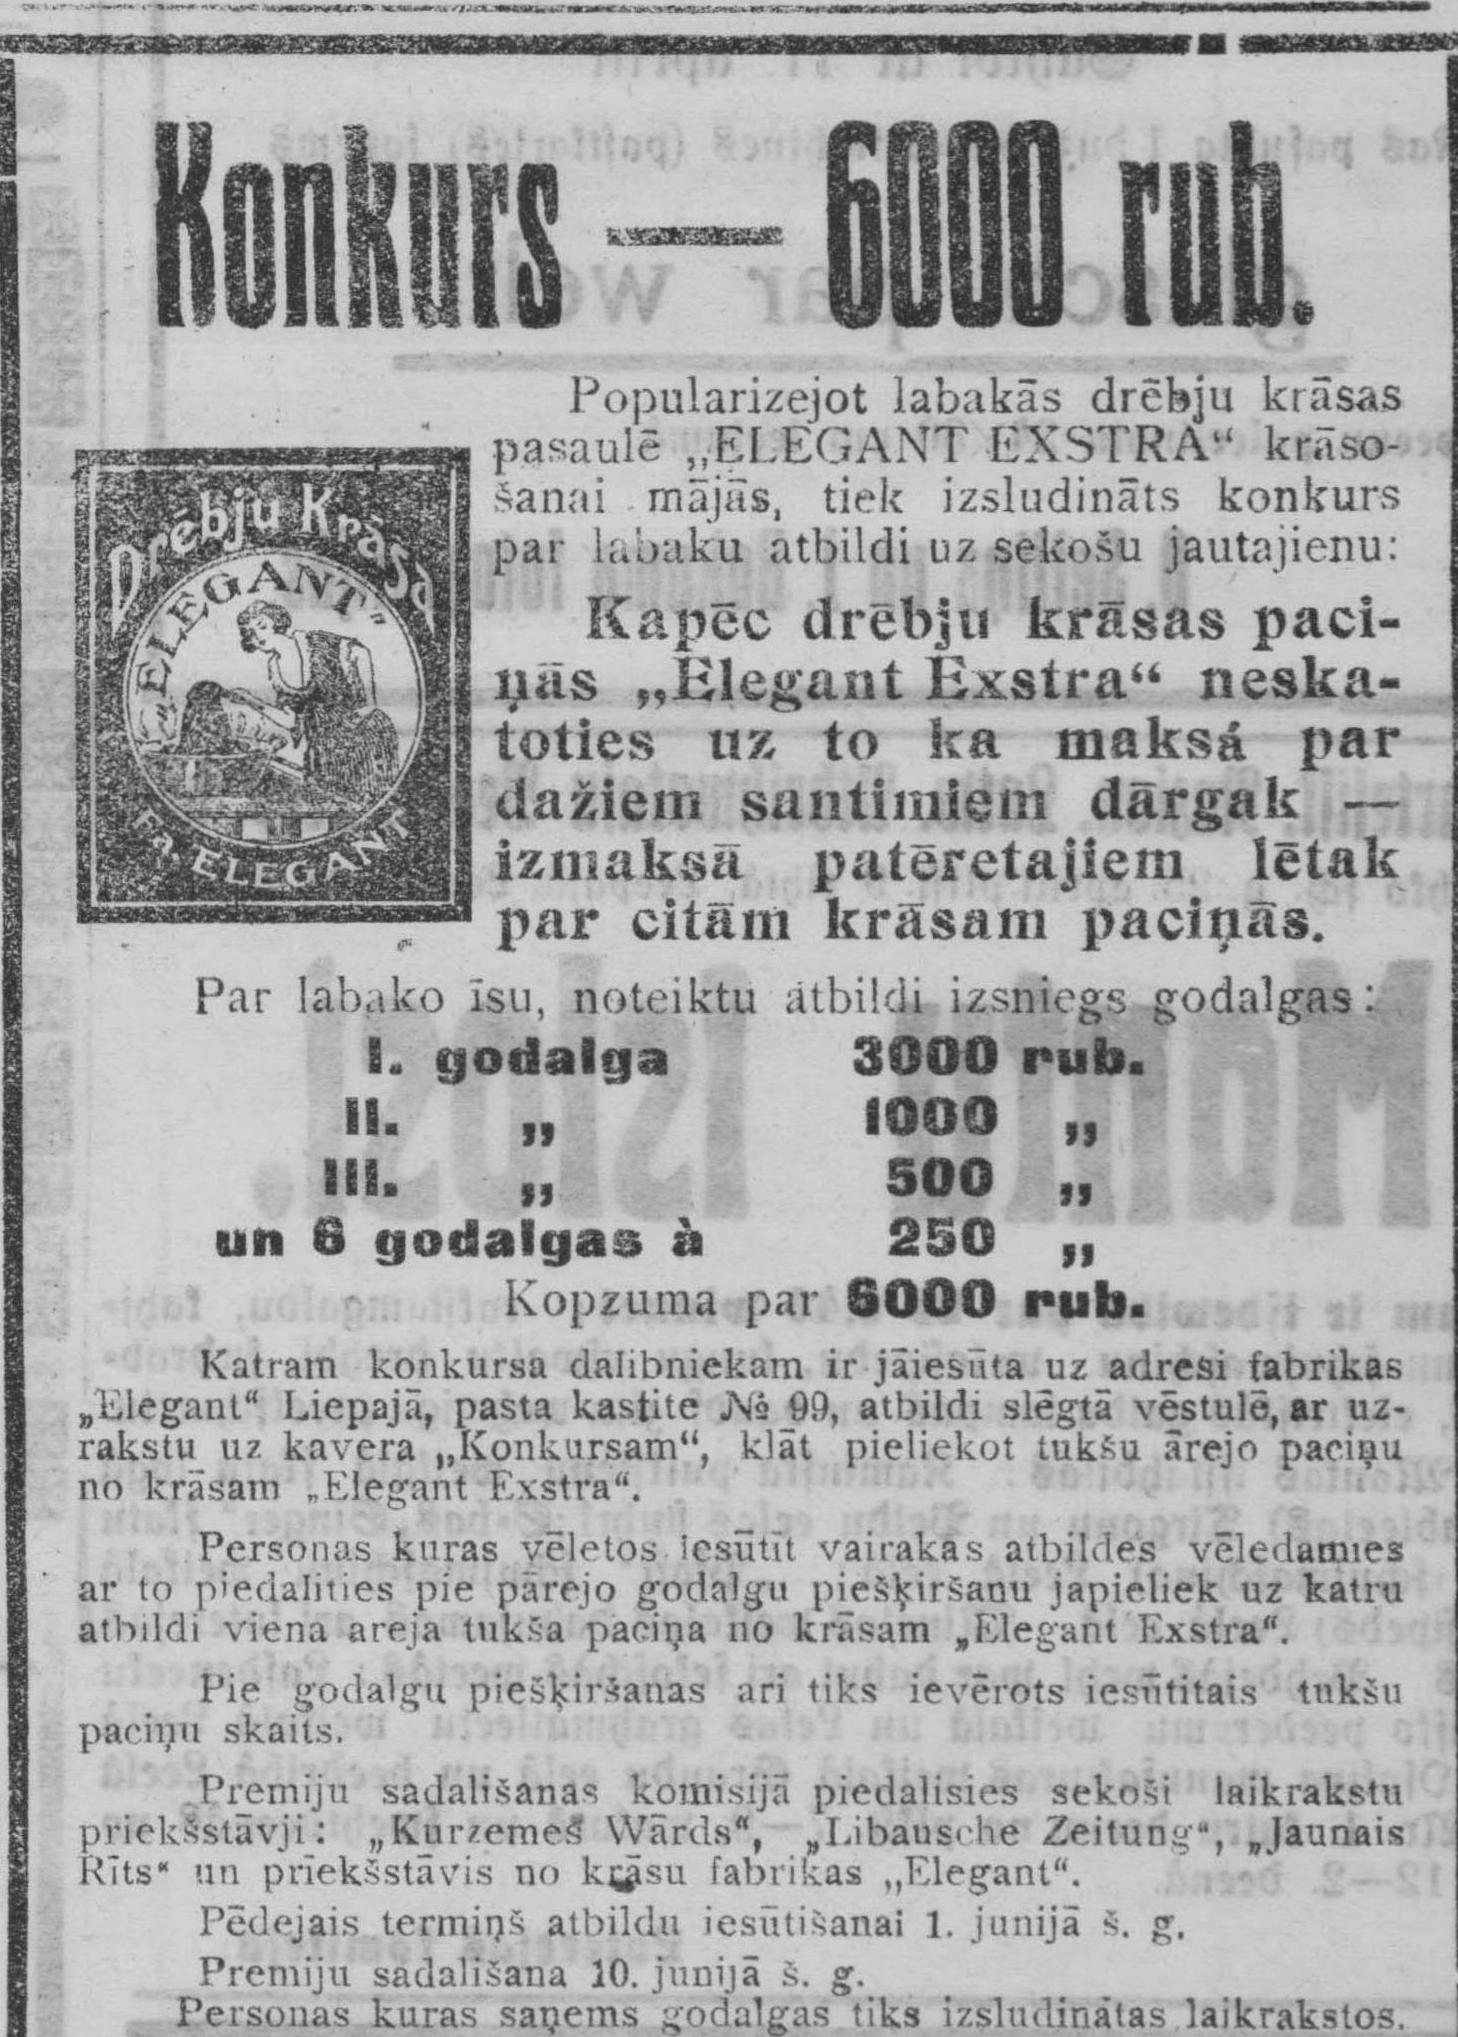 Konkurs — 6000 rub.
Popularizejot labakās drēbju krāsas
pasaulē „ELEGANT EXSTRA“ krāso-
šanai mājās, tiek izsludināts konkurs
par labaku atbildi uz sekošu jautajienu:
Drēbju Krāsa
„ELEGANT”
Fa. ELEGANT
Kapēc drēbju krāsas paci-
ņās „Elegant Exstra“ neska-
toties uz to ka maksá par
dažiem santimiem dārgak —
izmaksā patēretajiem lētak
par citām krāsam paciņās.
Par labako īsu, noteiktu atbildi izsniegs godalgas:
I. godalga 3000 rub.
II. „ 1000 „
III. „ 500 „
un 6 godalgas à 250 „
Kopzuma par 6000 rub.
Katram konkursa dalibniekam ir jāiesūta uz adresi fabrikas
„Elegant“ Liepajā, pasta kastite № 99, atbildi slēgtā vēstulē, ar uz-
rakstu uz kavera „Konkursam“, klāt pieliekot tukšu ārejo paciņu
no krāsam „Elegant Exstra“.
Personas kuras vēletos iesūtīt vairakas atbildes vēledamies
ar to piedalities pie pārejo godalgu piešķiršanu japieliek uz katru
atbildi viena areja tukša paciņa no krāsam „Elegant Exstra“.
Pie godalgu piešķiršanas ari tiks ievērots iesūtitais tukšu
paciņu skaits.
Premiju sadališanas komisijā piedalisies sekoši laikrakstu
priekšstāvji: „Kurzemes Wārds“, „Libausche Zeitung“, „Jaunais
Rīts“ un priekšstāvis no krāsu fabrikas „Elegant“.
Pēdejais termiņš atbildu iesūtišanai 1. junijā š. g.
Premiju sadališana 10. junijā š. g.
Personas kuras saņems godalgas tiks izsludinatas laikrakstos.